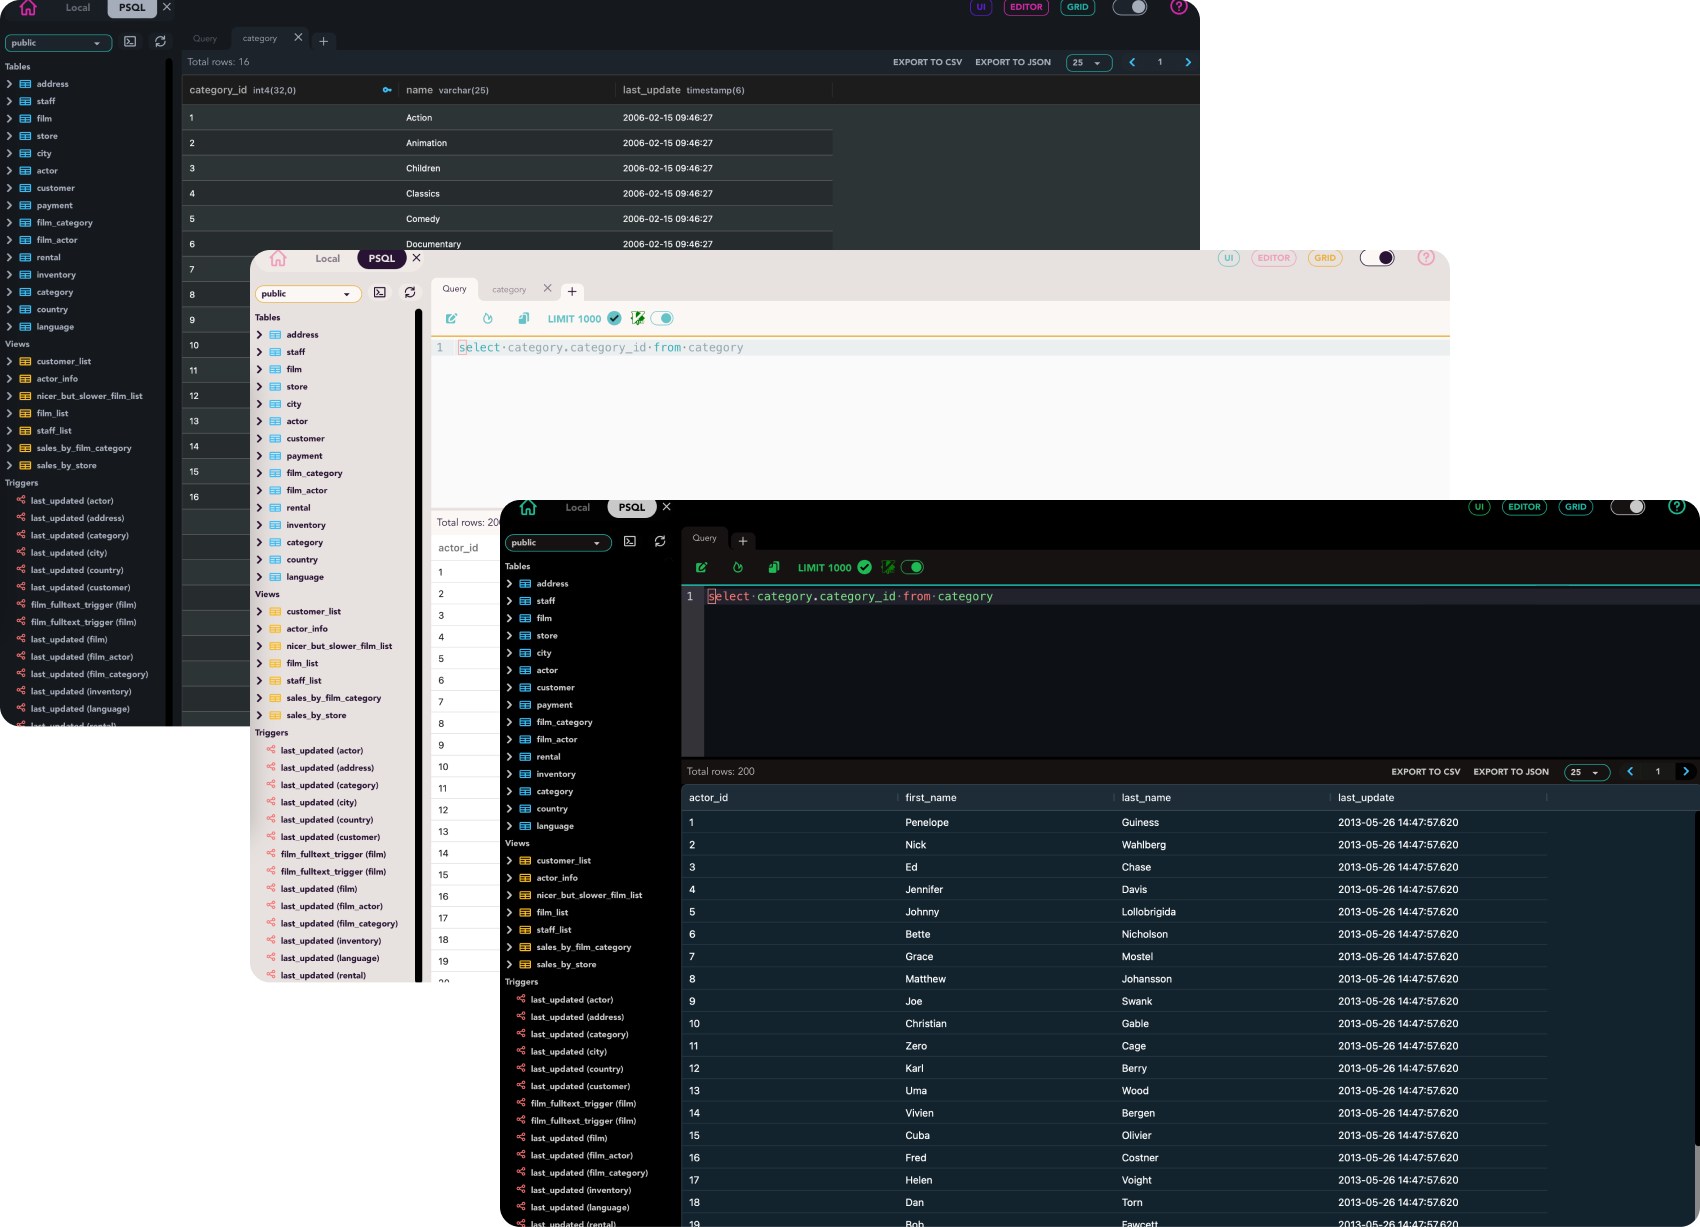 Local PSQL
UI EDITOR GRID
public
Query category
Total rows: 16
EXPORT TO CSV EXPORT TO JSON 25 1
category_id int4(32,0) name varchar(25) last_update timestamp(6)
1 Action 2006-02-15 09:46:27
2 Animation 2006-02-15 09:46:27
3 Children 2006-02-15 09:46:27
4 Classics 2006-02-15 09:46:27
5 Comedy 2006-02-15 09:46:27
6 Documentary 2006-02-15 09:46:27
7
8
9
10
11
12
13
14
15
16
Tables
address
staff
film
store
city
actor
customer
payment
film_category
film_actor
rental
inventory
category
country
language
Views
customer_list
actor_info
nicer_but_slower_film_list
film_list
staff_list
sales_by_film_category
sales_by_store
Triggers
last_updated (actor)
last_updated (address)
last_updated (category)
last_updated (city)
last_updated (country)
last_updated (customer)
film_fulltext_trigger (film)
film_fulltext_trigger (film)
last_updated (film)
last_updated (film_actor)
last_updated (film_category)
last_updated (inventory)
last_updated (language)
last_updated (rental)
Local PSQL
UI EDITOR GRID
public
Query category
LIMIT 1000
1 select·category.category_id·from·category
Tables
address
staff
film
store
city
actor
customer
payment
film_category
film_actor
rental
inventory
category
country
language
Views
customer_list
actor_info
nicer_but_slower_film_list
film_list
staff_list
sales_by_film_category
sales_by_store
Triggers
last_updated (actor)
last_updated (address)
last_updated (category)
last_updated (city)
last_updated (country)
last_updated (customer)
film_fulltext_trigger (film)
film_fulltext_trigger (film)
last_updated (film)
last_updated (film_actor)
last_updated (film_category)
last_updated (inventory)
last_updated (language)
last_updated (rental)
Total rows: 20
actor_id
1
2
3
4
5
6
7
8
9
10
11
12
13
14
15
16
17
18
19
20
Local PSQL
UI EDITOR GRID
public
Query
LIMIT 1000
1 select·category.category_id·from·category
Tables
address
staff
film
store
city
actor
customer
payment
film_category
film_actor
rental
inventory
category
country
language
Views
customer_list
actor_info
nicer_but_slower_film_list
film_list
staff_list
sales_by_film_category
sales_by_store
Triggers
last_updated (actor)
last_updated (address)
last_updated (category)
last_updated (city)
last_updated (country)
last_updated (customer)
film_fulltext_trigger (film)
film_fulltext_trigger (film)
last_updated (film)
last_updated (film_actor)
last_updated (film_category)
last_updated (inventory)
last_updated (language)
last_updated (rental)
Total rows: 200
EXPORT TO CSV EXPORT TO JSON 25 1
actor_id first_name last_name last_update
1 Penelope Guiness 2013-05-26 14:47:57.620
2 Nick Wahlberg 2013-05-26 14:47:57.620
3 Ed Chase 2013-05-26 14:47:57.620
4 Jennifer Davis 2013-05-26 14:47:57.620
5 Johnny Lollobrigida 2013-05-26 14:47:57.620
6 Bette Nicholson 2013-05-26 14:47:57.620
7 Grace Mostel 2013-05-26 14:47:57.620
8 Matthew Johansson 2013-05-26 14:47:57.620
9 Joe Swank 2013-05-26 14:47:57.620
10 Christian Gable 2013-05-26 14:47:57.620
11 Zero Cage 2013-05-26 14:47:57.620
12 Karl Berry 2013-05-26 14:47:57.620
13 Uma Wood 2013-05-26 14:47:57.620
14 Vivien Bergen 2013-05-26 14:47:57.620
15 Cuba Olivier 2013-05-26 14:47:57.620
16 Fred Costner 2013-05-26 14:47:57.620
17 Helen Voight 2013-05-26 14:47:57.620
18 Dan Torn 2013-05-26 14:47:57.620
19 Bob Fawcett 2013-05-26 14:47:57.620